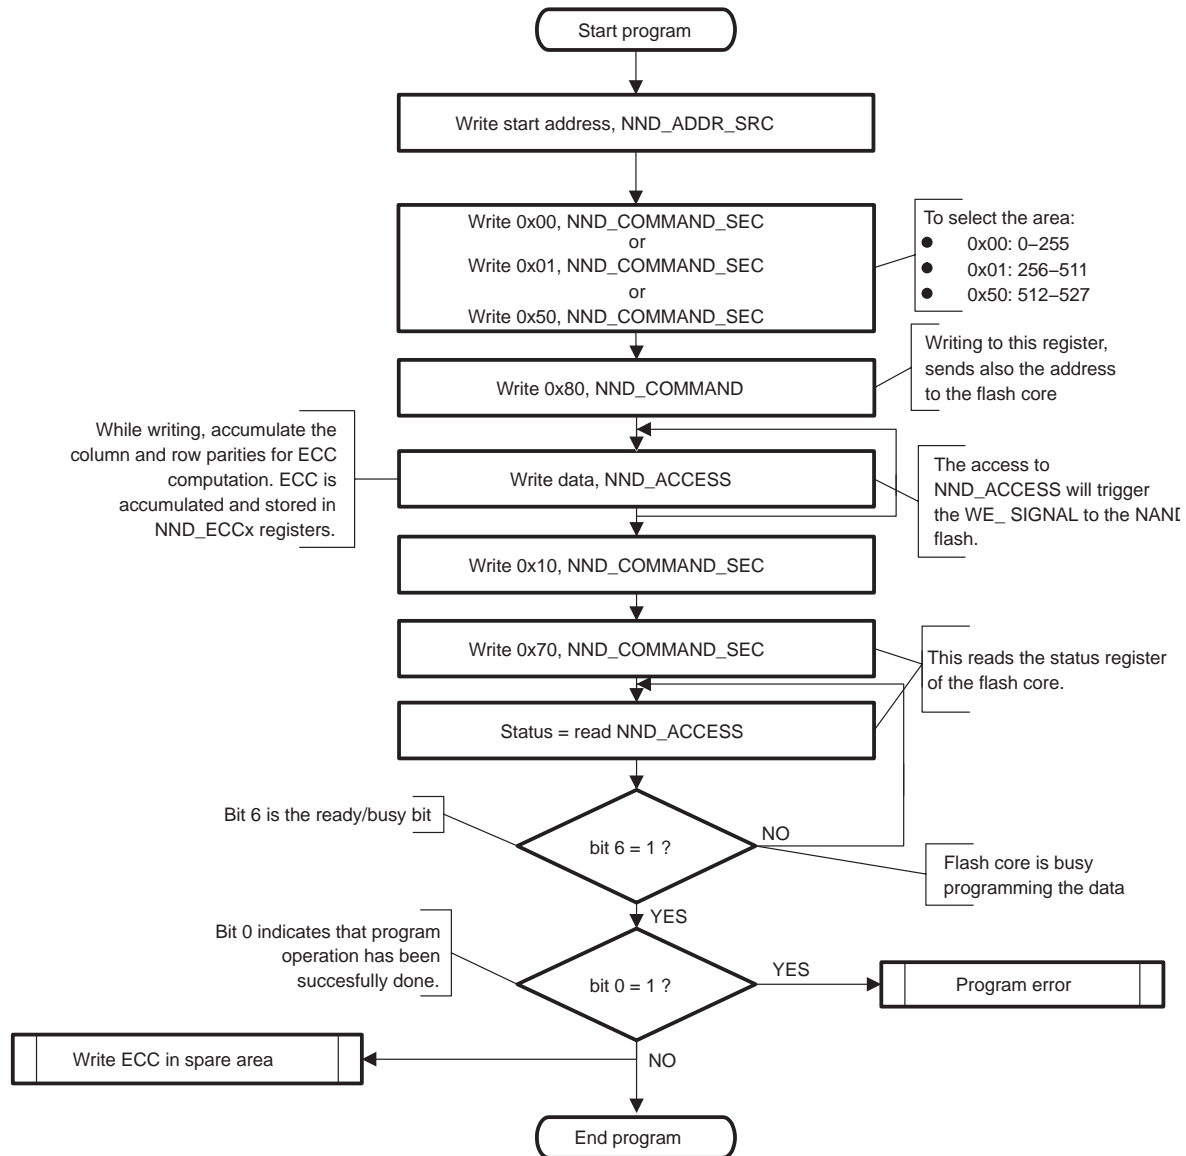 Start program
Write start address, NND_ADDR_SRC
Write 0x00, NND_COMMAND_SEC
or
Write 0x01, NND_COMMAND_SEC
or
Write 0x50, NND_COMMAND_SEC
To select the area:
● 0x00: 0–255
● 0x01: 256–511
● 0x50: 512–527
Write 0x80, NND_COMMAND
Writing to this register,
sends also the address
to the flash core
While writing, accumulate the
column and row parities for ECC
computation. ECC is
accumulated and stored in
NND_ECCx registers.
Write data, NND_ACCESS
The access to
NND_ACCESS will trigger
the WE_ SIGNAL to the NAND
flash.
Write 0x10, NND_COMMAND_SEC
Write 0x70, NND_COMMAND_SEC
This reads the status register
of the flash core.
Status = read NND_ACCESS
Bit 6 is the ready/busy bit
bit 6 = 1 ?
NO
Flash core is busy
programming the data
YES
Bit 0 indicates that program
operation has been
succesfully done.
bit 0 = 1 ?
YES
Program error
Write ECC in spare area
NO
End program